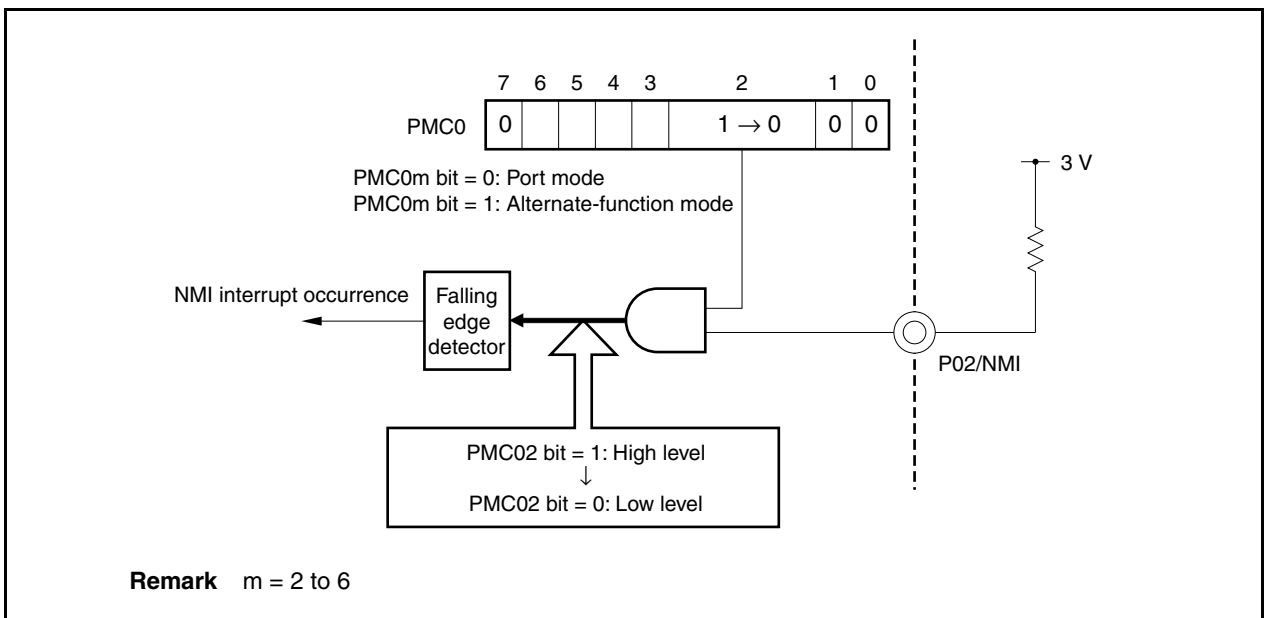 7 6 5 4 3 2 1 0
PMC0 0 1 → 0 0 0
3 V
PMC0m bit = 0: Port mode
PMC0m bit = 1: Alternate-function mode
NMI interrupt occurrence
Falling
edge
detector
P02/NMI
PMC02 bit = 1: High level
↓
PMC02 bit = 0: Low level
Remark m = 2 to 6